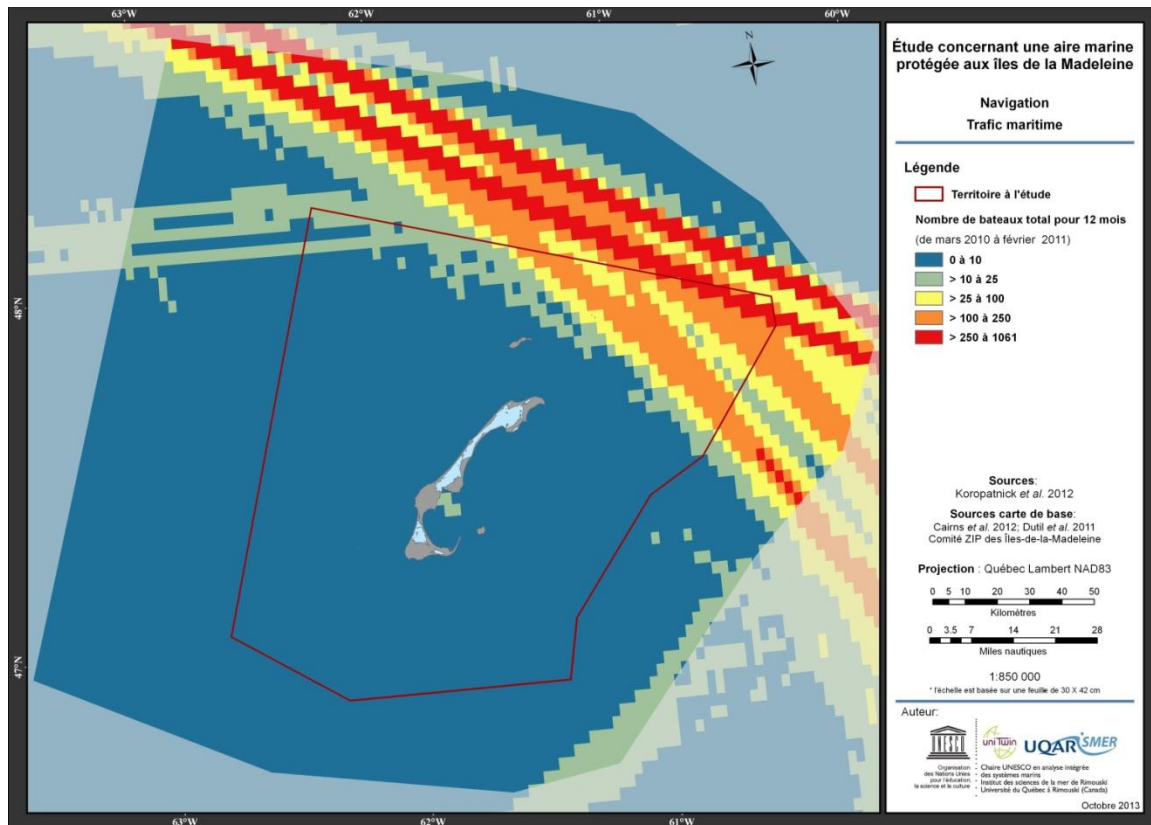 63°W
62°W
61°W
60°W
48°N
47°N
63°W
62°W
61°W
N
Étude concernant une aire marine
protégée aux îles de la Madeleine
Navigation
Trafic maritime
Légende
Territoire à l'étude
Nombre de bateaux total pour 12 mois
(de mars 2010 à février 2011)
0 à 10
> 10 à 25
> 25 à 100
> 100 à 250
> 250 à 1061
Sources:
Koropatnick et al. 2012
Sources carte de base:
Cairns et al. 2012; Dutil et al. 2011
Comité ZIP des Îles-de-la-Madeleine
Projection : Québec Lambert NAD83
0 5 10 20 30 40 50
Kilomètres
0 3.5 7 14 21 28
Miles nautiques
1:850 000
* l'échelle est basée sur une feuille de 30 X 42 cm
Auteur:
UNESCO
uniTwin
UQAR
ISMER
Organisation
des Nations Unies
pour l'éducation,
la science et la culture
Chaire UNESCO en analyse intégrée
des systèmes marins
Institut des sciences de la mer de Rimouski
Université du Québec à Rimouski (Canada)
Octobre 2013